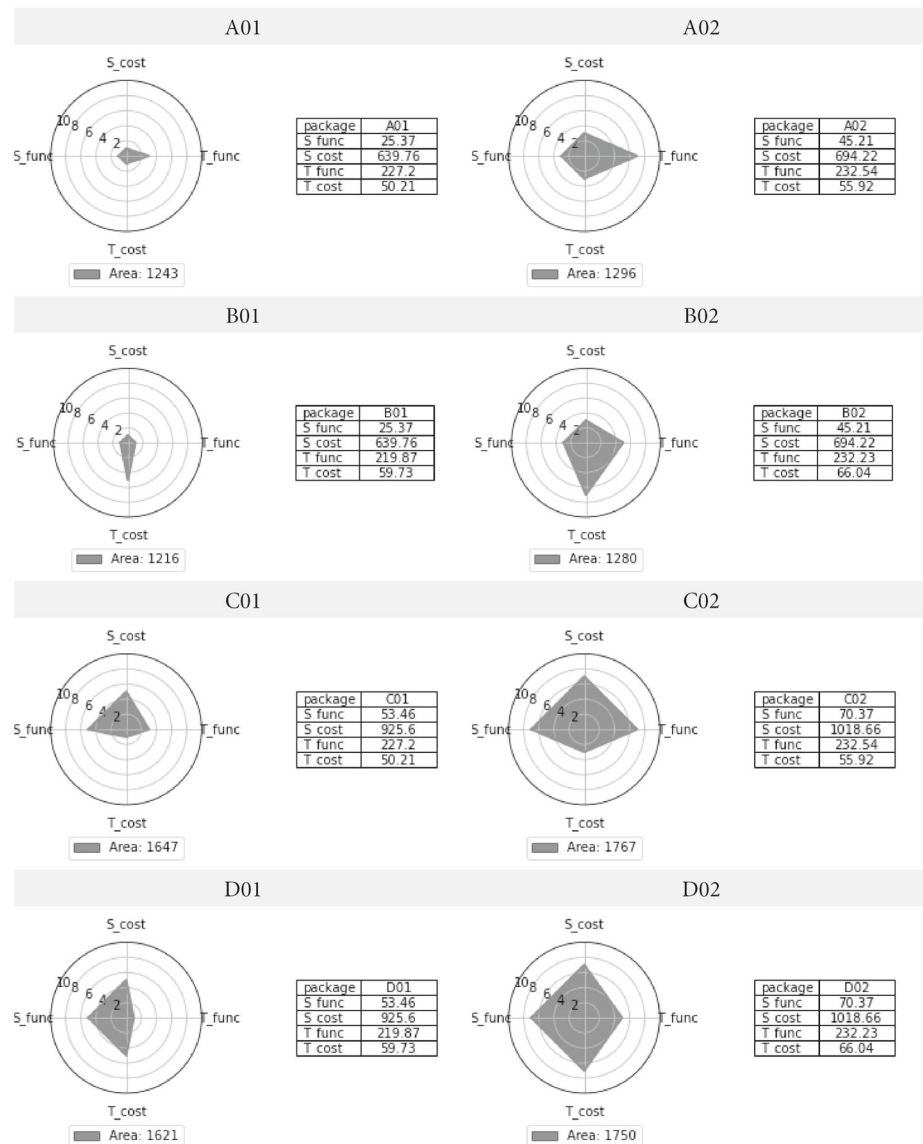 A01
S_cost
10 8 6 4 2
S_func
T_func
T_cost
Area: 1243
package A01
S func 25.37
S cost 639.76
T func 227.2
T cost 50.21
A02
S_cost
10 8 6 4 2
S_func
T_func
T_cost
Area: 1296
package A02
S func 45.21
S cost 694.22
T func 232.54
T cost 55.92
B01
S_cost
10 8 6 4 2
S_func
T_func
T_cost
Area: 1216
package B01
S func 25.37
S cost 639.76
T func 219.87
T cost 59.73
B02
S_cost
10 8 6 4 2
S_func
T_func
T_cost
Area: 1280
package B02
S func 45.21
S cost 694.22
T func 232.23
T cost 66.04
C01
S_cost
10 8 6 4 2
S_func
T_func
T_cost
Area: 1647
package C01
S func 53.46
S cost 925.6
T func 227.2
T cost 50.21
C02
S_cost
10 8 6 4 2
S_func
T_func
T_cost
Area: 1767
package C02
S func 70.37
S cost 1018.66
T func 232.54
T cost 55.92
D01
S_cost
10 8 6 4 2
S_func
T_func
T_cost
Area: 1621
package D01
S func 53.46
S cost 925.6
T func 219.87
T cost 59.73
D02
S_cost
10 8 6 4 2
S_func
T_func
T_cost
Area: 1750
package D02
S func 70.37
S cost 1018.66
T func 232.23
T cost 66.04